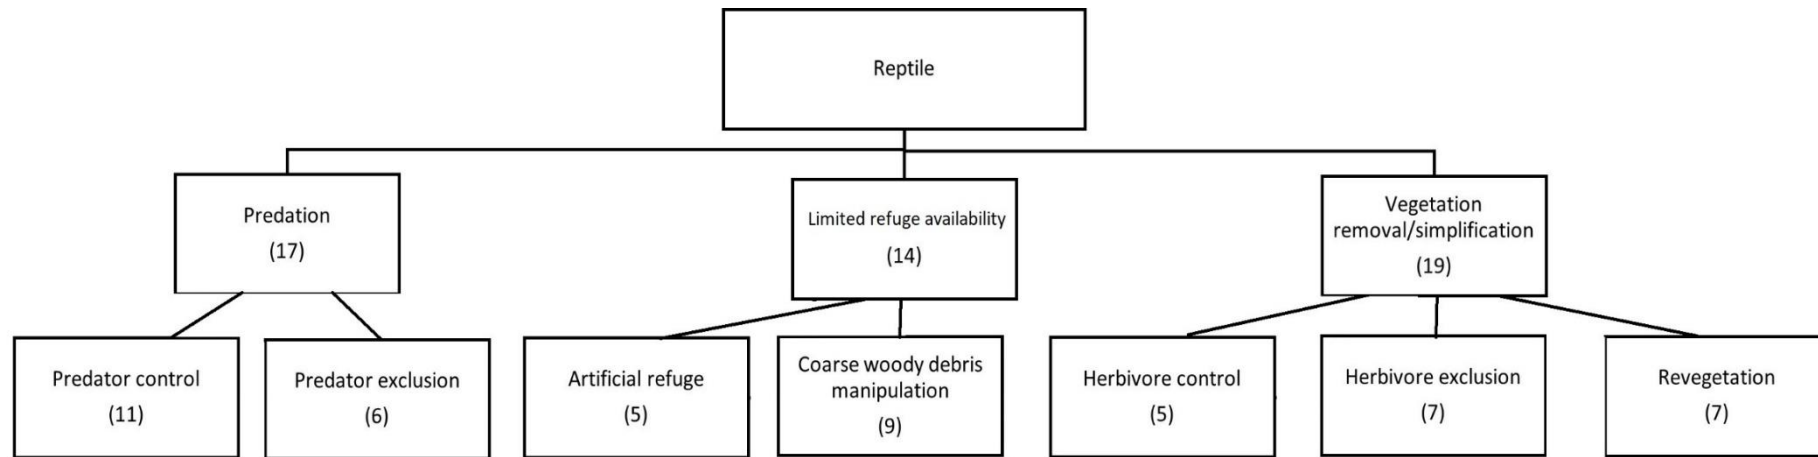 Reptile
Predation
(17)
Limited refuge availability
(14)
Vegetation
removal/simplification
(19)
Predator control
(11)
Predator exclusion
(6)
Artificial refuge
(5)
Coarse woody debris
manipulation
(9)
Herbivore control
(5)
Herbivore exclusion
(7)
Revegetation
(7)